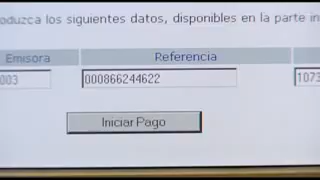 oduzca los siguientes datos, disponibles en la parte in
Emisora Referencia
003 000866244622 1073
Iniciar Pago